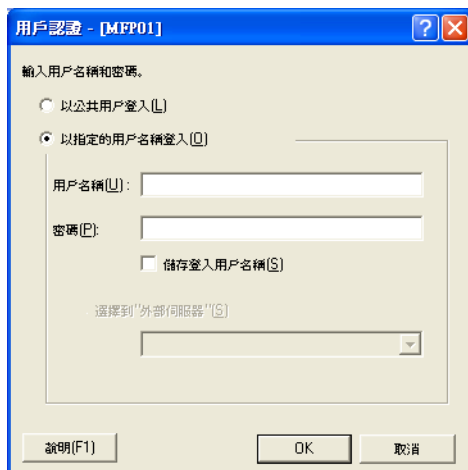 用戶認證 - [MFP01]
輸入用戶名稱和密碼。
以公共用戶登入(L)
以指定的用戶名稱登入(O)
用戶名稱(U):
密碼(P):
儲存登入用戶名稱(S)
選擇到"外部伺服器"(S)
說明(F1)
OK
取消